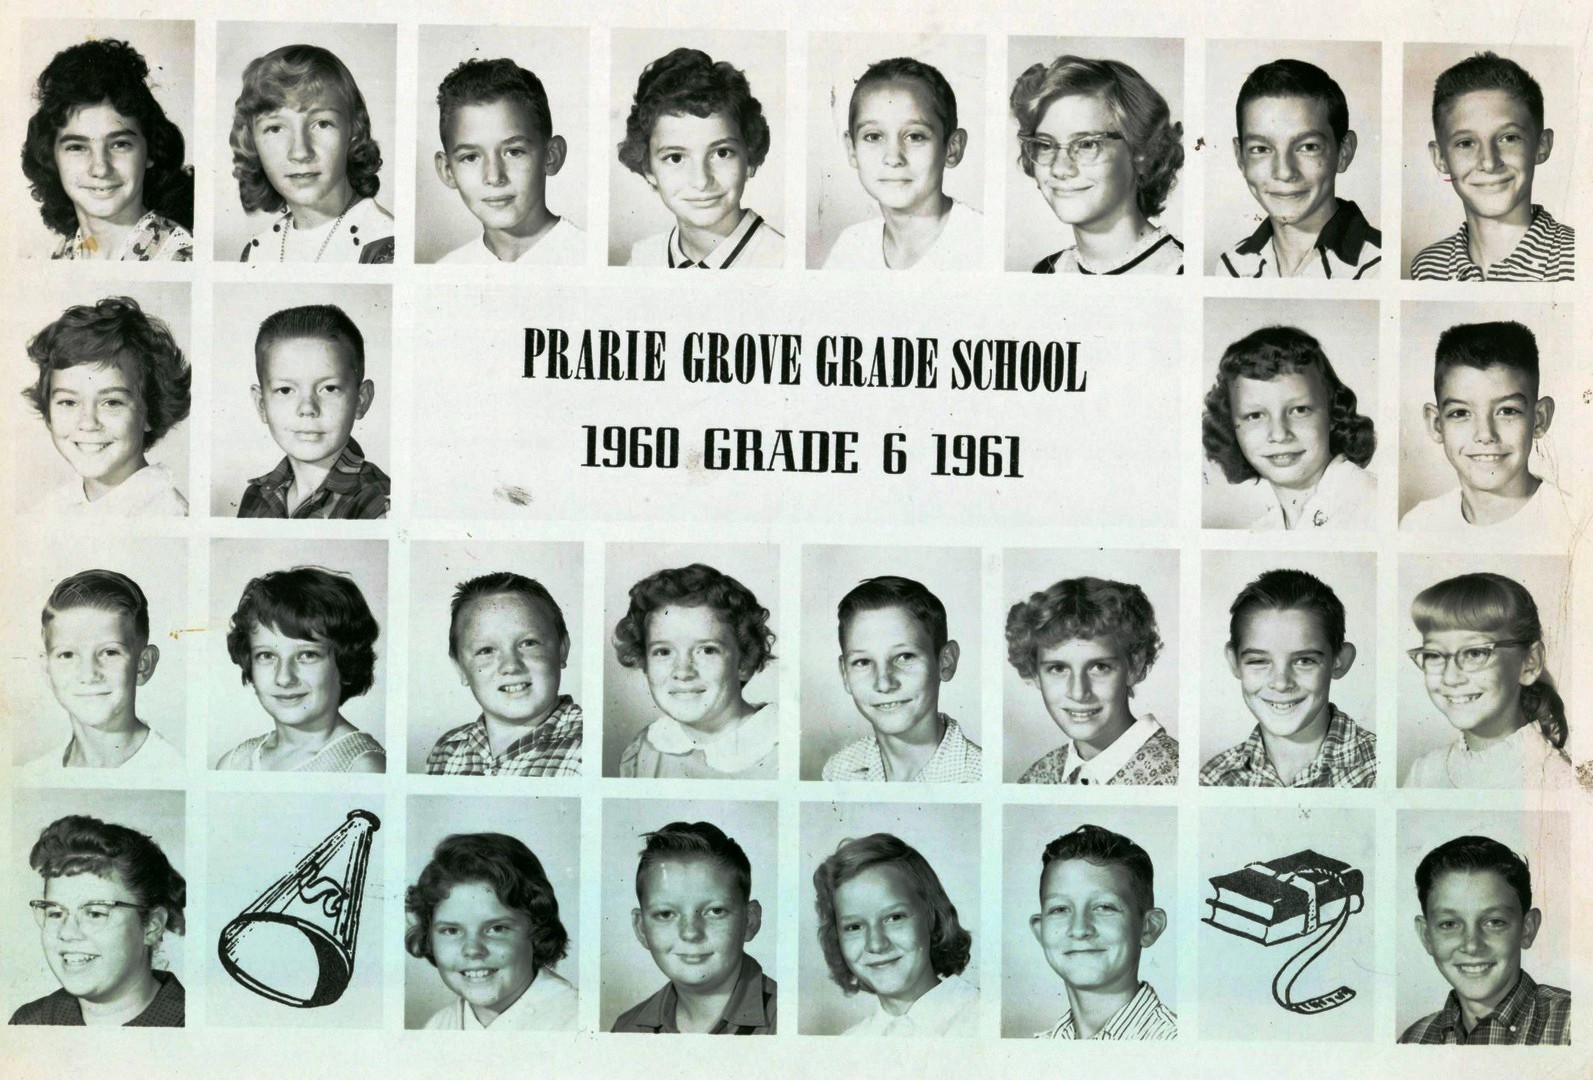 PRARIE GROVE GRADE SCHOOL
1960 GRADE 6 1961